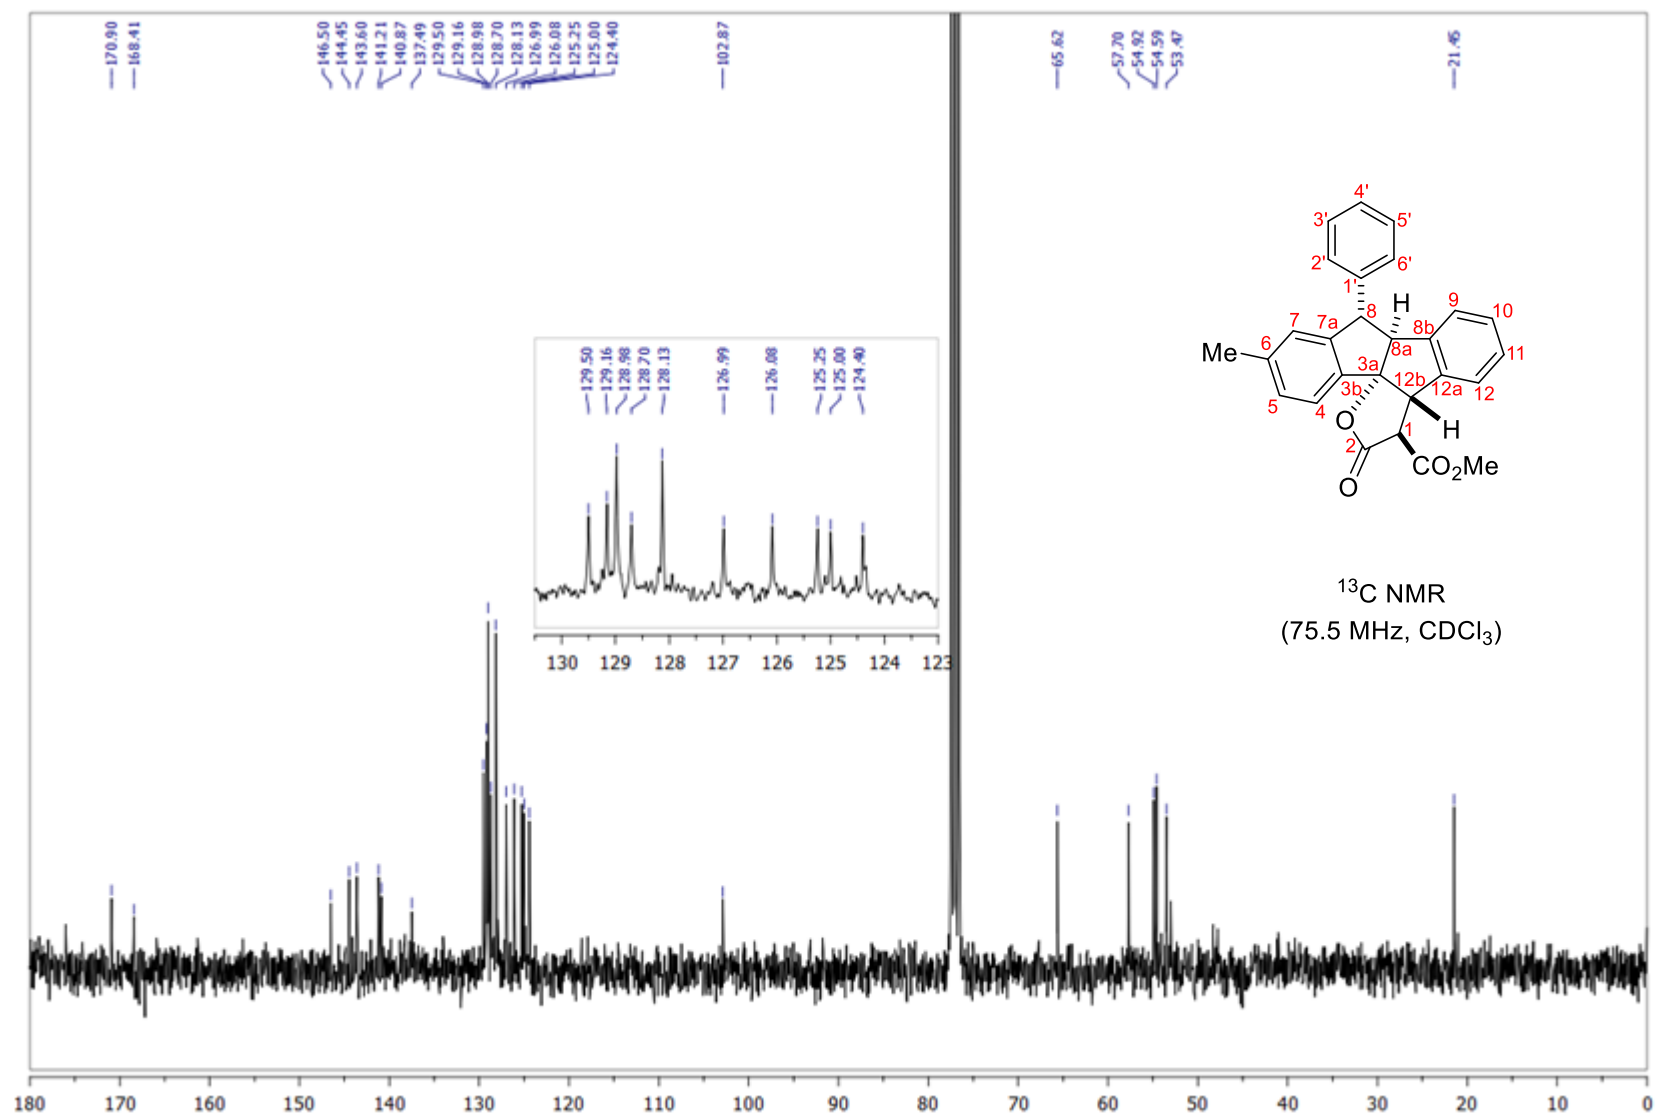 170.90
168.41
146.50
144.45
143.60
141.21
140.87
137.49
129.50
129.16
128.98
128.70
128.13
126.99
126.08
125.25
125.00
124.40
102.87
65.62
57.70
54.92
54.59
53.47
21.45
129.50
129.16
128.98
128.70
128.13
126.99
126.08
125.25
125.00
124.40
130 129 128 127 126 125 124 123
4'
3' 5'
2' 6'
1'
H
8
9
10
7
7a
8b
6
8a
11
Me
3a
12b
12a
12
3b
5
4
O
H
1
2
CO₂Me
O
¹³C NMR
(75.5 MHz, CDCl₃)
180 170 160 150 140 130 120 110 100 90 80 70 60 50 40 30 20 10 0